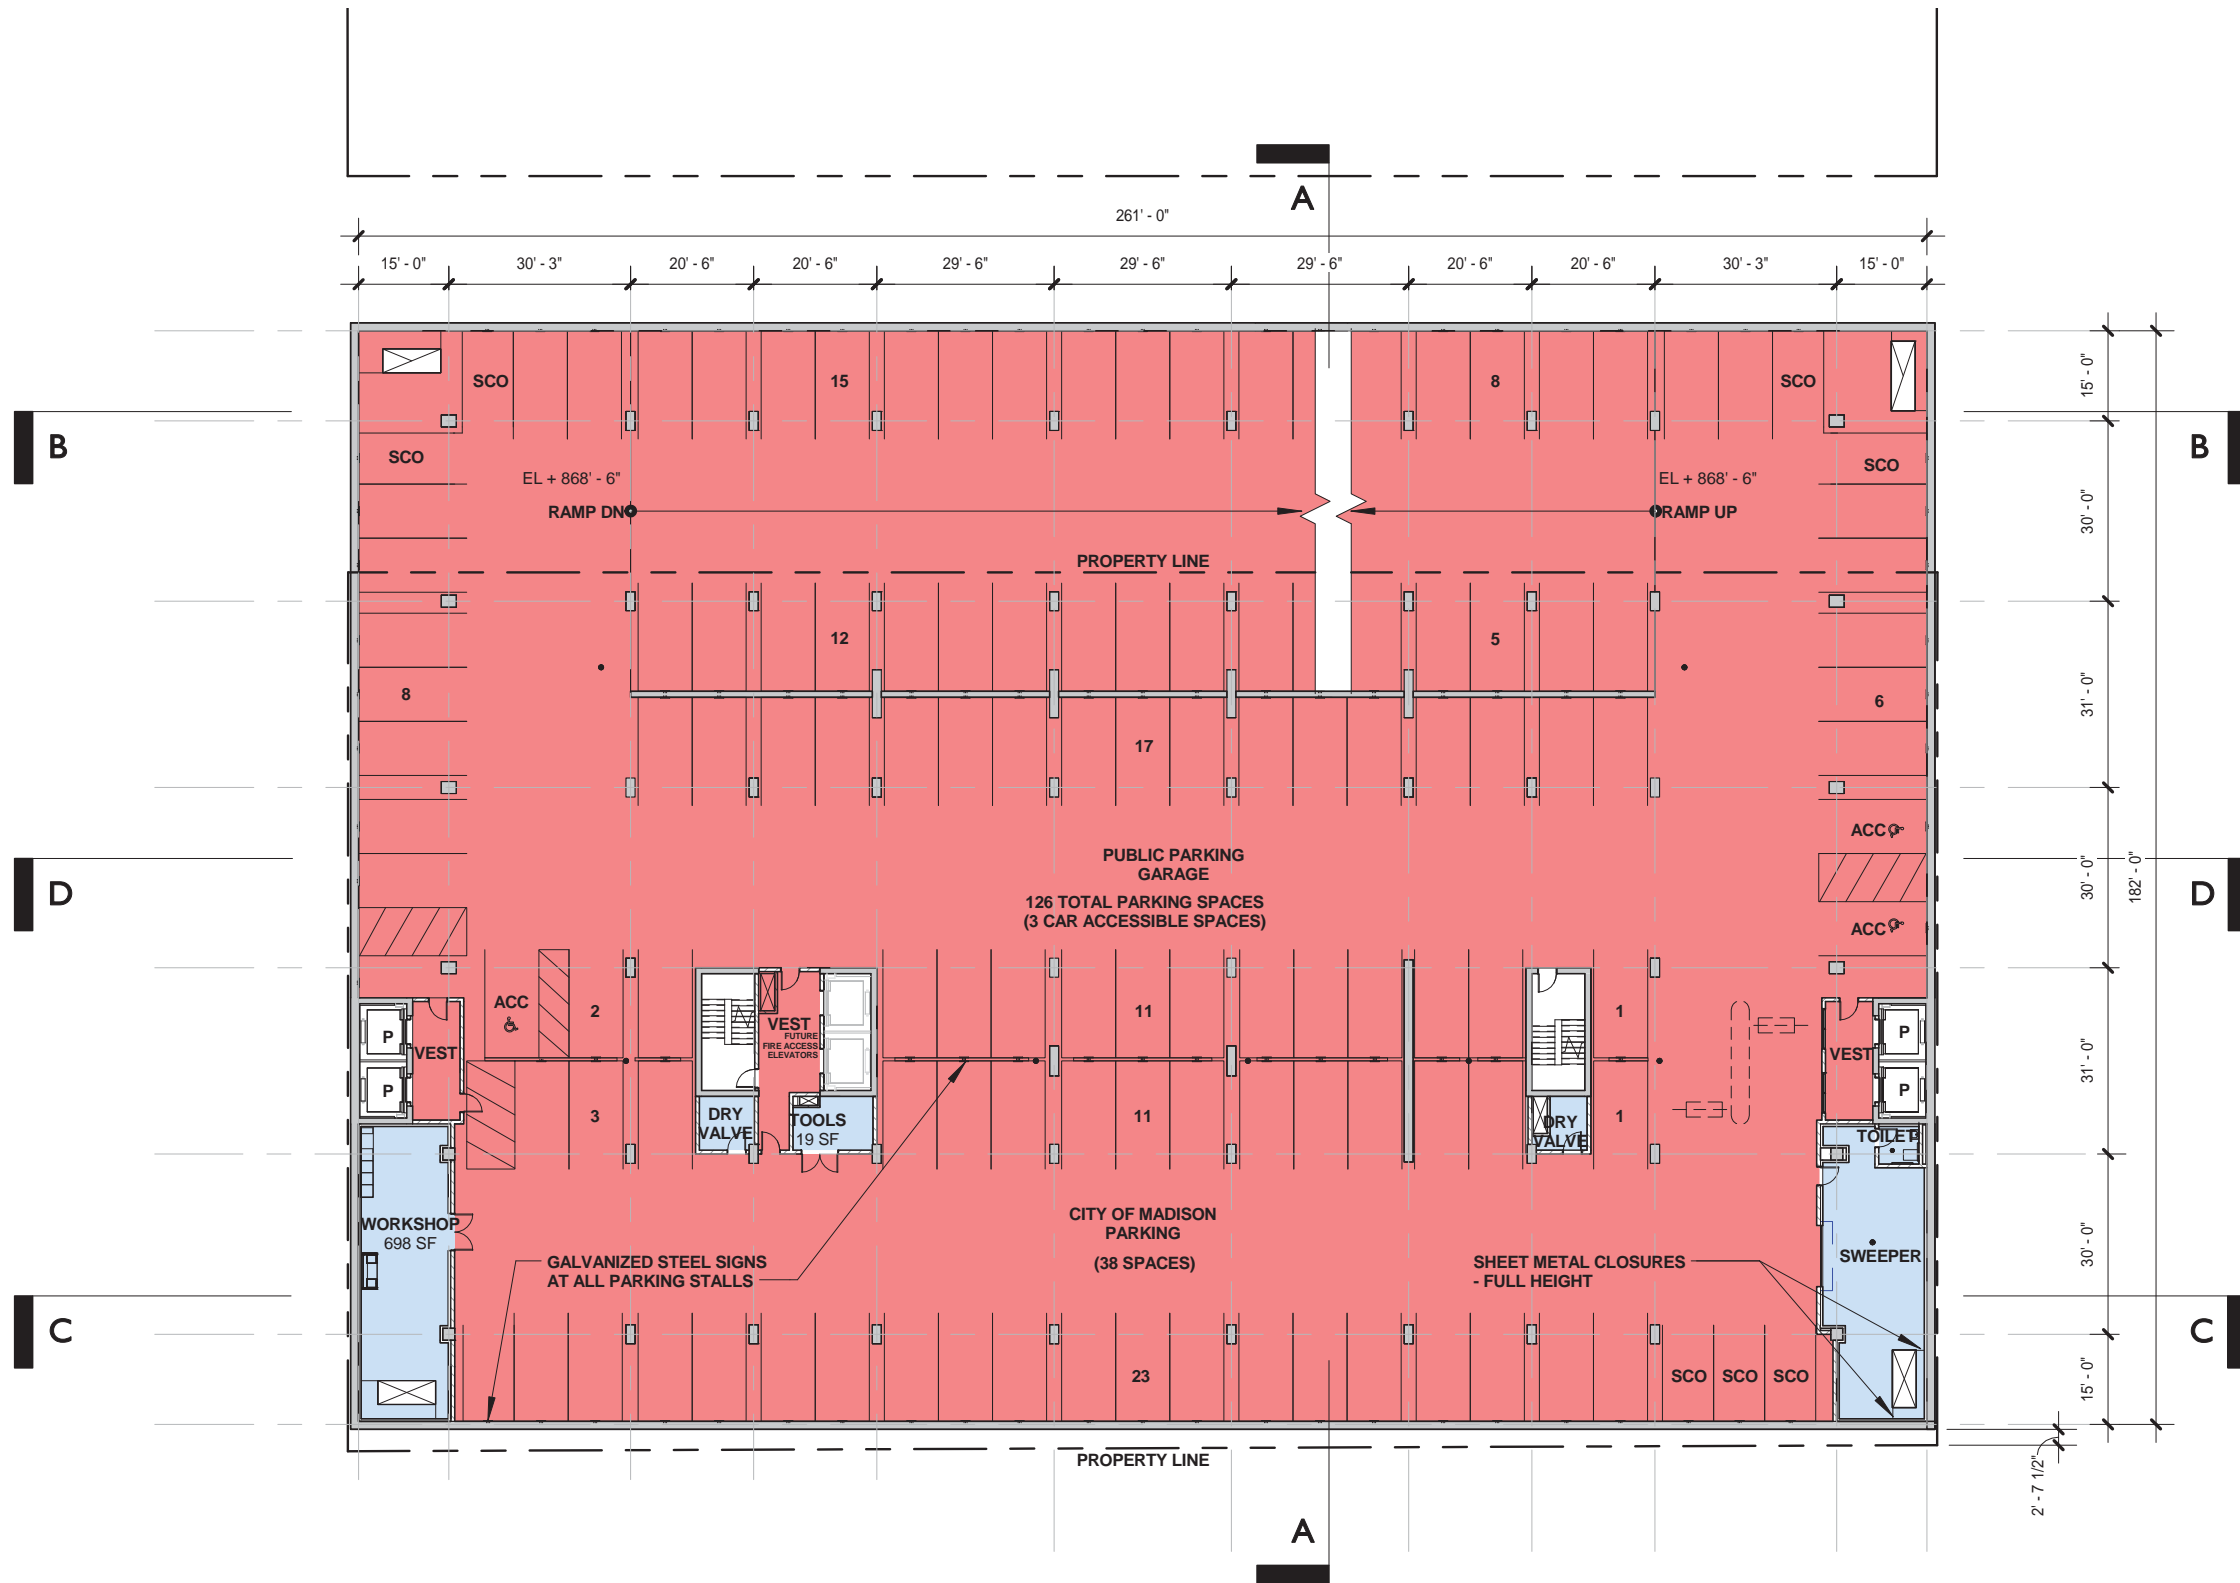 A
261' - 0"
15' - 0"
30' - 3"
20' - 6"
20' - 6"
29' - 6"
29' - 6"
29' - 6"
20' - 6"
20' - 6"
30' - 3"
15' - 0"
SCO
15
8
SCO
15' - 0"
B
SCO
SCO
B
EL + 868' - 6"
EL + 868' - 6"
RAMP DN
RAMP UP
30' - 0"
PROPERTY LINE
12
5
8
6
31' - 0"
17
ACC
PUBLIC PARKING
GARAGE
126 TOTAL PARKING SPACES
(3 CAR ACCESSIBLE SPACES)
D
30' - 0"
182' - 0"
D
ACC
ACC
2
11
1
VEST
FUTURE
FIRE ACCESS
ELEVATORS
P
VEST
P
VEST
P
P
31' - 0"
3
DRY
VALVE
TOOLS
19 SF
11
1
DRY
VALVE
TOILET
WORKSHOP
698 SF
CITY OF MADISON
PARKING
(38 SPACES)
SWEEPER
30' - 0"
GALVANIZED STEEL SIGNS
AT ALL PARKING STALLS
SHEET METAL CLOSURES
- FULL HEIGHT
C
C
23
SCO
SCO
SCO
15' - 0"
PROPERTY LINE
2' - 7 1/2"
A